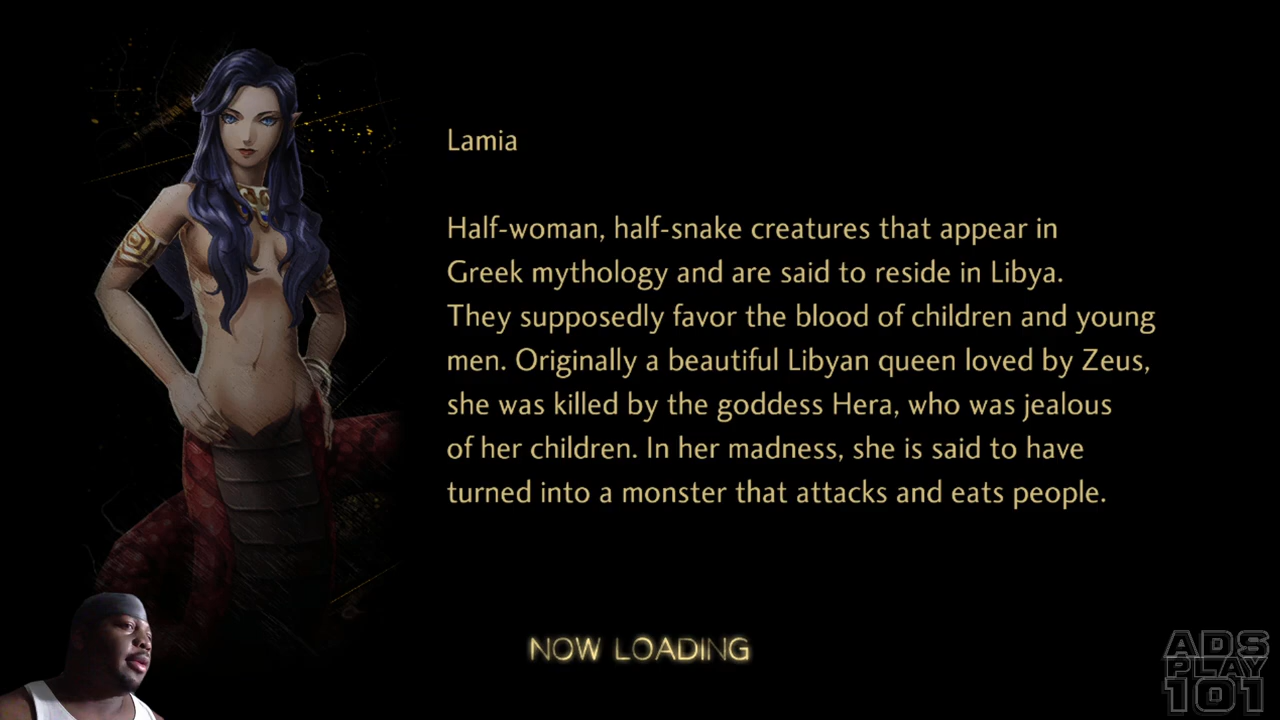 Lamia
Half-woman, half-snake creatures that appear in
Greek mythology and are said to reside in Libya.
They supposedly favor the blood of children and young
men. Originally a beautiful Libyan queen loved by Zeus,
she was killed by the goddess Hera, who was jealous
of her children. In her madness, she is said to have
turned into a monster that attacks and eats people.
NOW LOADING
ADS
PLAY
101